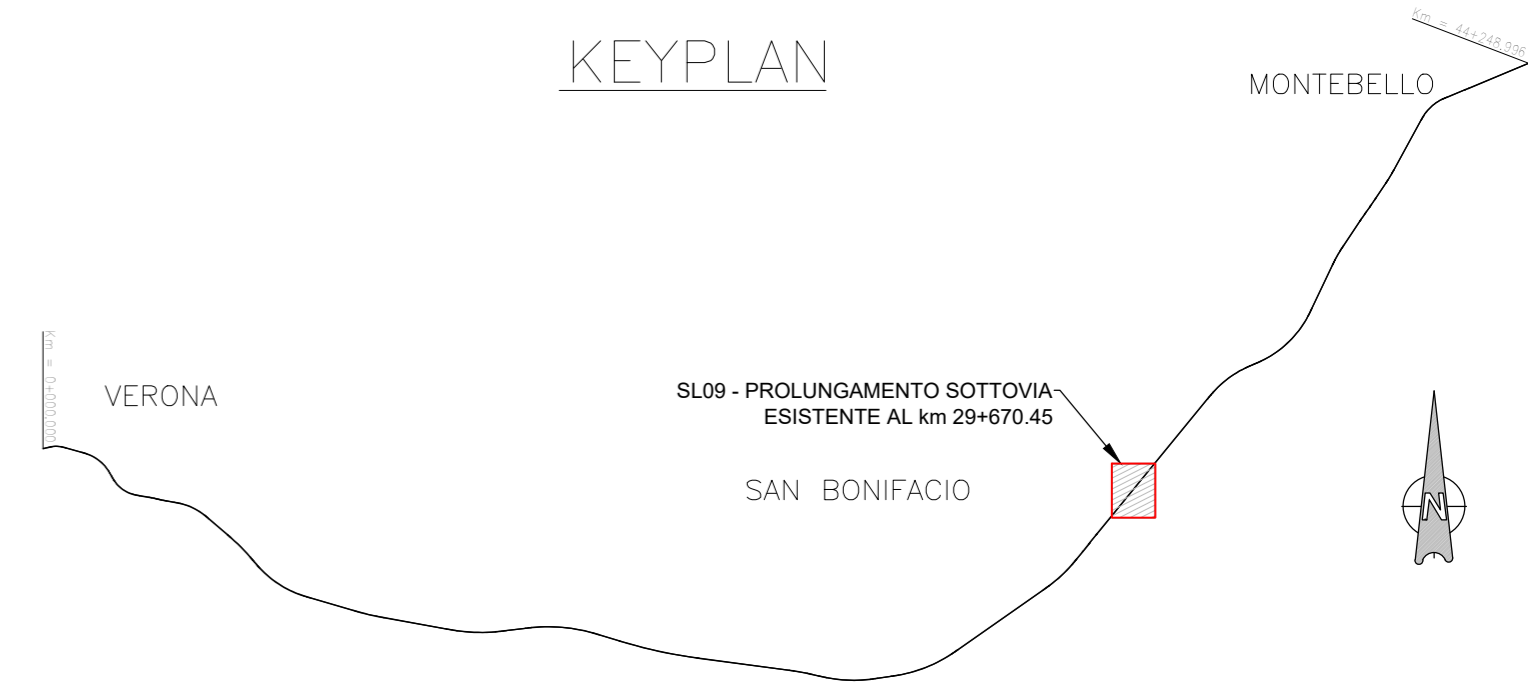 KEYPLAN
Km = 44+248.996
MONTEBELLO
Km = 0+000.000
VERONA
SL09 - PROLUNGAMENTO SOTTOVIA
ESISTENTE AL km 29+670.45
SAN BONIFACIO
N